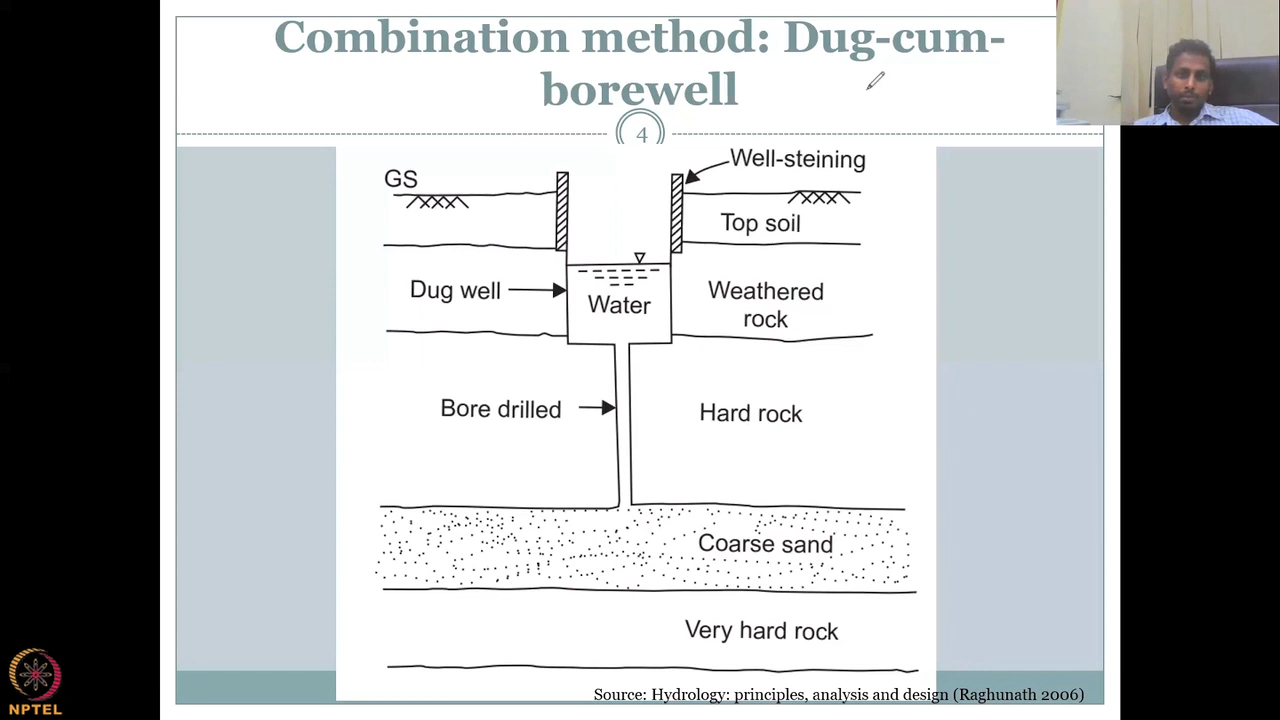 Combination method: Dug-cum-
borewell
4
Well-steining
GS
Top soil
Dug well
Water
Weathered
rock
Bore drilled
Hard rock
Coarse sand
Very hard rock
Source: Hydrology: principles, analysis and design (Raghunath 2006)
NPTEL